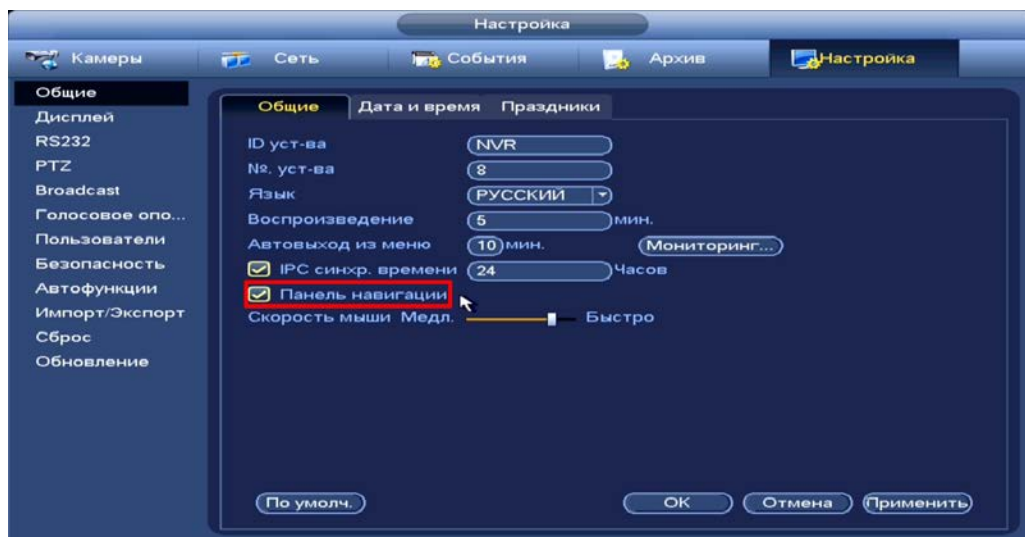 Настройка
Камеры Сеть События Архив Настройка
Общие
Дисплей
RS232
PTZ
Broadcast
Голосовое опо...
Пользователи
Безопасность
Автофункции
Импорт/Экспорт
Сброс
Обновление
Общие Дата и время Праздники
ID уст-ва NVR
№. уст-ва 8
Язык РУССКИЙ
Воспроизведение 5 мин.
Автовыход из меню 10 мин. Мониторинг...
IPC синхр. времени 24 Часов
Панель навигации
Скорость мыши Медл. Быстро
По умолч. OK Отмена Применить